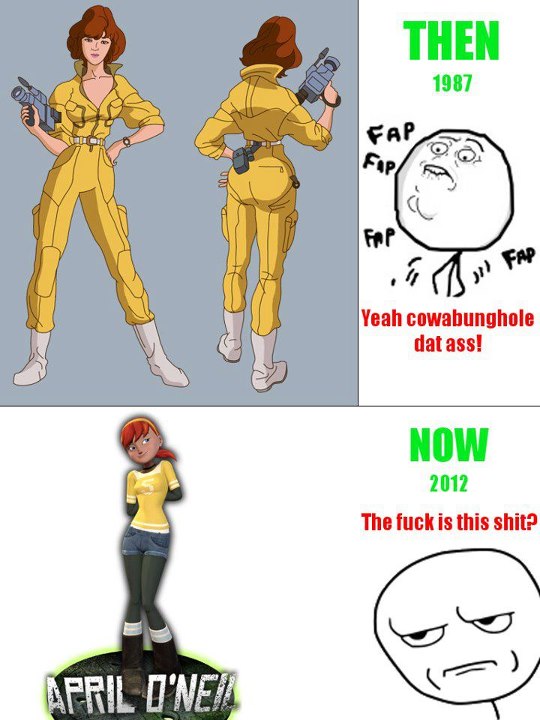 THEN
1987
FAP
FAP
FAP
FAP
Yeah cowabunghole
dat ass!
NOW
2012
The fuck is this shit?
5
APRIL O'NEIL